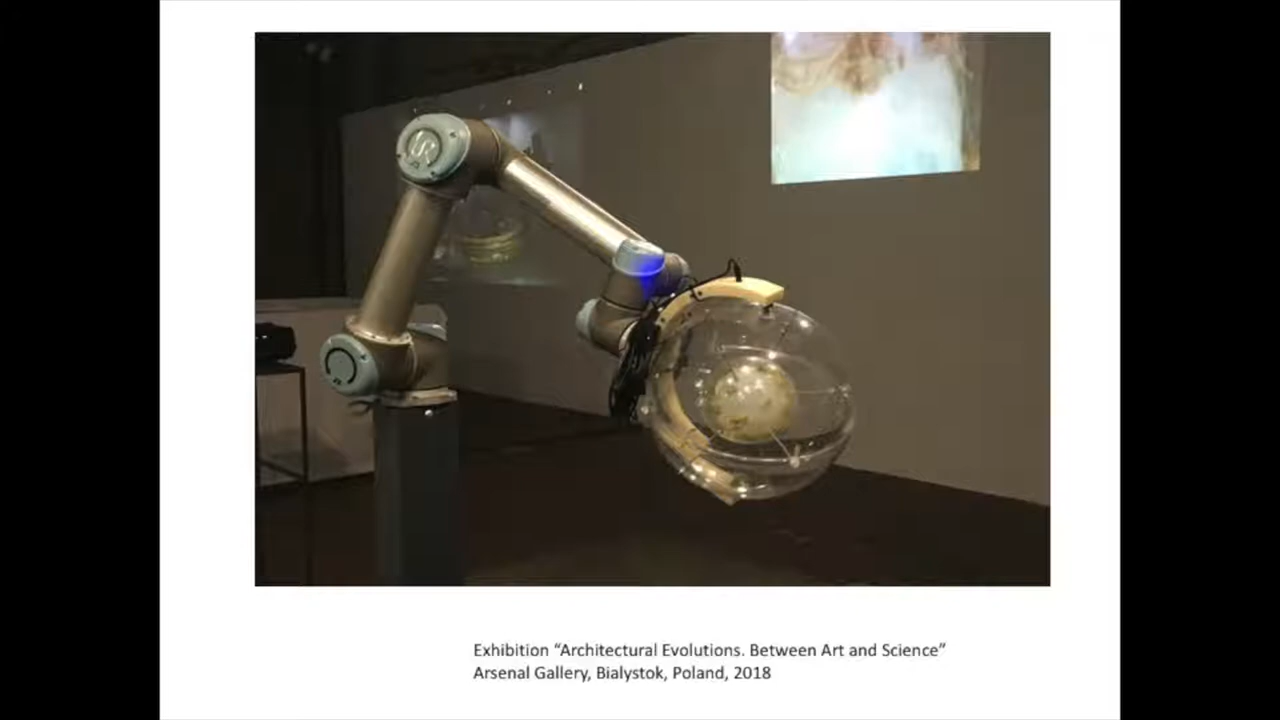 Exhibition “Architectural Evolutions. Between Art and Science”
Arsenal Gallery, Bialystok, Poland, 2018